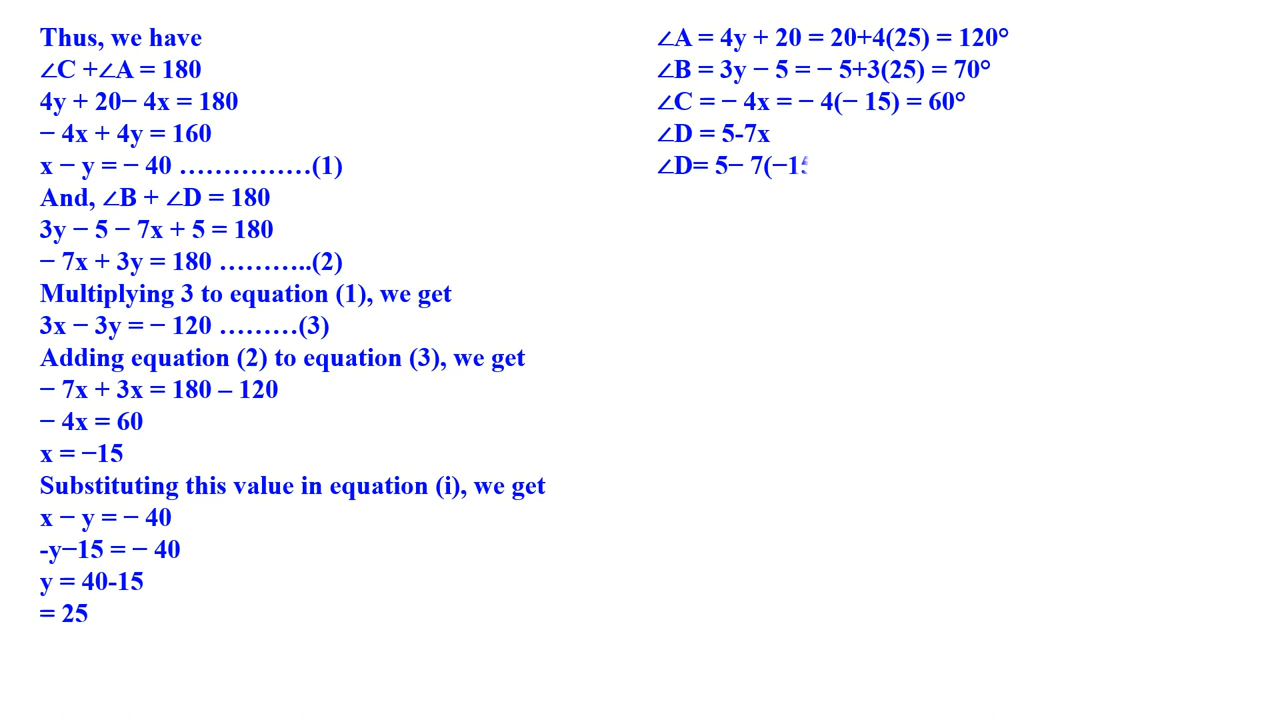 Thus, we have
∠C +∠A = 180
4y + 20− 4x = 180
− 4x + 4y = 160
x − y = − 40 ……………(1)
And, ∠B + ∠D = 180
3y − 5 − 7x + 5 = 180
− 7x + 3y = 180 ………..(2)
Multiplying 3 to equation (1), we get
3x − 3y = − 120 ………(3)
Adding equation (2) to equation (3), we get
− 7x + 3x = 180 – 120
− 4x = 60
x = −15
Substituting this value in equation (i), we get
x − y = − 40
-y−15 = − 40
y = 40-15
= 25
∠A = 4y + 20 = 20+4(25) = 120°
∠B = 3y − 5 = − 5+3(25) = 70°
∠C = − 4x = − 4(− 15) = 60°
∠D = 5-7x
∠D= 5− 7(−15